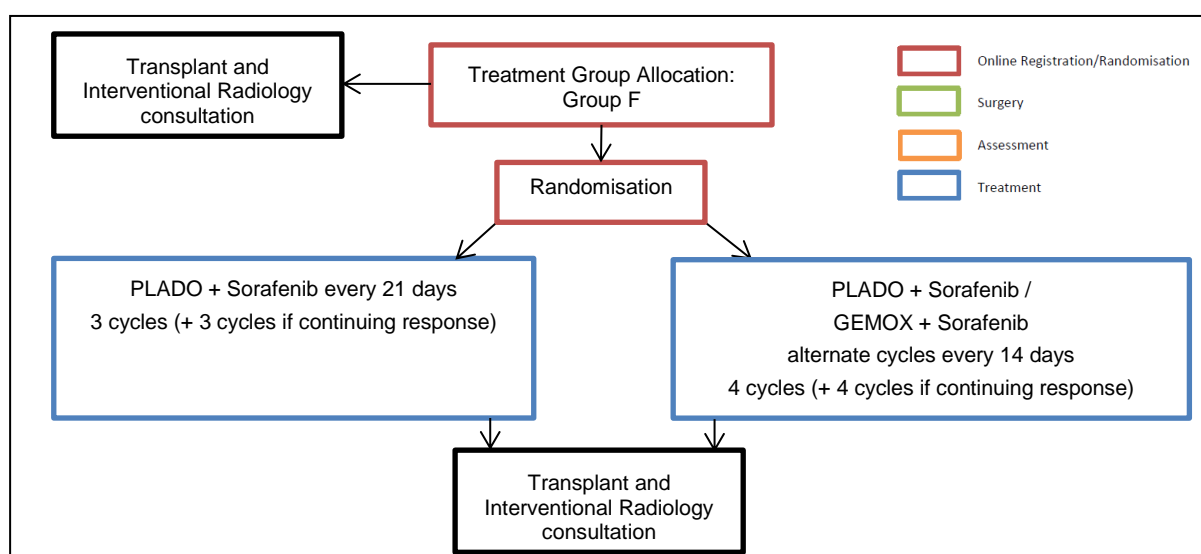 Transplant and
Interventional Radiology
consultation
Treatment Group Allocation:
Group F
Online Registration/Randomisation
Surgery
Assessment
Treatment
Randomisation
PLADO + Sorafenib every 21 days
3 cycles (+ 3 cycles if continuing response)
PLADO + Sorafenib /
GEMOX + Sorafenib
alternate cycles every 14 days
4 cycles (+ 4 cycles if continuing response)
Transplant and
Interventional Radiology
consultation